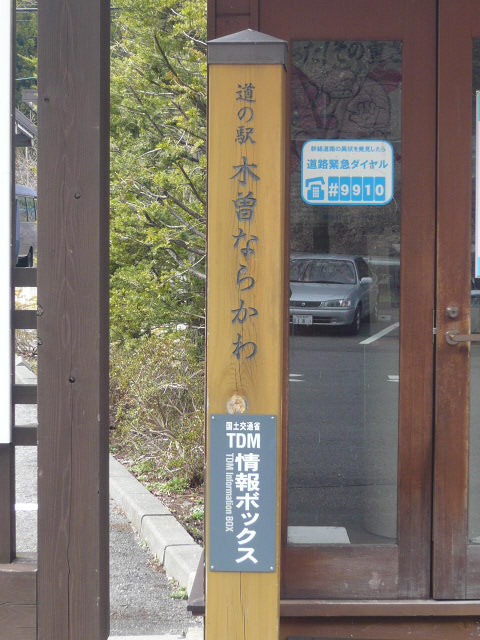 道の駅 木曽ならかわ
国土交通省
TDM
情報ボックス
TDM Information BOX
幹線道路の異状を発見したら
道路緊急ダイヤル
#9910